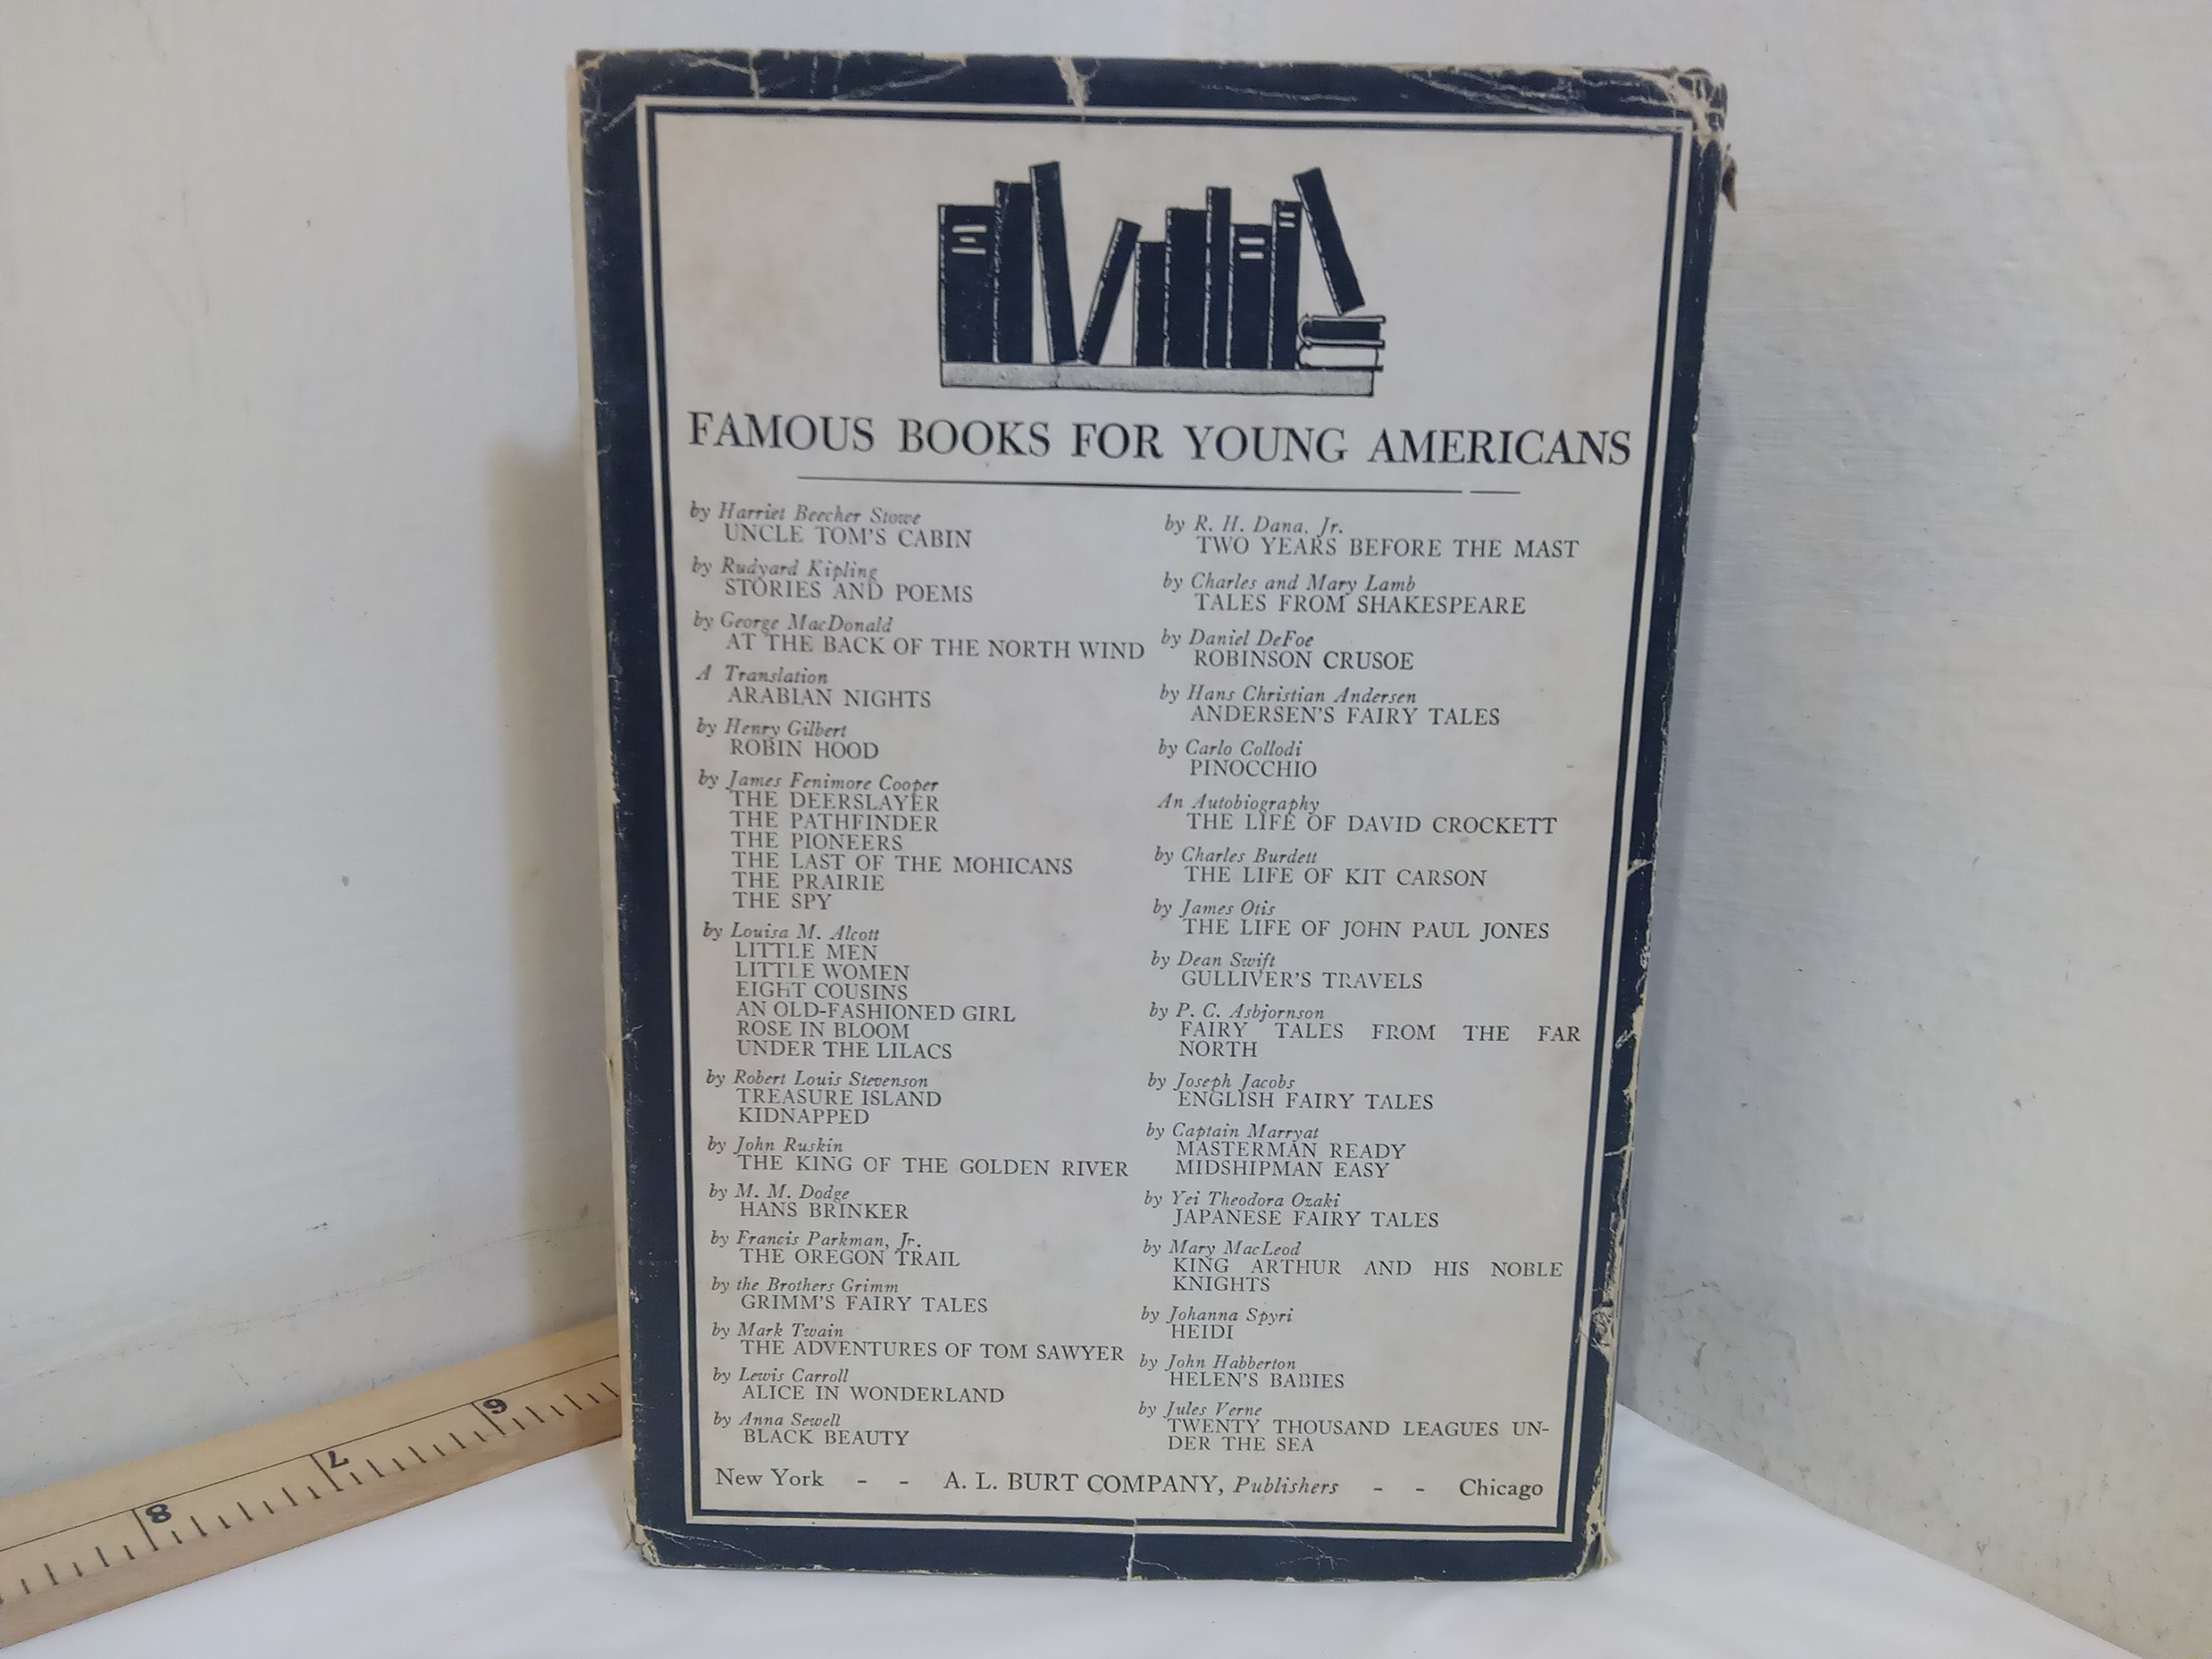 FAMOUS BOOKS FOR YOUNG AMERICANS
by Harriet Beecher Stowe
UNCLE TOM'S CABIN
by Rudyard Kipling
STORIES AND POEMS
by George MacDonald
AT THE BACK OF THE NORTH WIND
A Translation
ARABIAN NIGHTS
by Henry Gilbert
ROBIN HOOD
by James Fenimore Cooper
THE DEERSLAYER
THE PATHFINDER
THE PIONEERS
THE LAST OF THE MOHICANS
THE PRAIRIE
THE SPY
by Louisa M. Alcott
LITTLE MEN
LITTLE WOMEN
EIGHT COUSINS
AN OLD-FASHIONED GIRL
ROSE IN BLOOM
UNDER THE LILACS
by Robert Louis Stevenson
TREASURE ISLAND
KIDNAPPED
by John Ruskin
THE KING OF THE GOLDEN RIVER
by M. M. Dodge
HANS BRINKER
by Francis Parkman, Jr.
THE OREGON TRAIL
by the Brothers Grimm
GRIMM'S FAIRY TALES
by Mark Twain
THE ADVENTURES OF TOM SAWYER
by Lewis Carroll
ALICE IN WONDERLAND
by Anna Sewell
BLACK BEAUTY
by R. H. Dana, Jr.
TWO YEARS BEFORE THE MAST
by Charles and Mary Lamb
TALES FROM SHAKESPEARE
by Daniel DeFoe
ROBINSON CRUSOE
by Hans Christian Andersen
ANDERSEN'S FAIRY TALES
by Carlo Collodi
PINOCCHIO
An Autobiography
THE LIFE OF DAVID CROCKETT
by Charles Burdett
THE LIFE OF KIT CARSON
by James Otis
THE LIFE OF JOHN PAUL JONES
by Dean Swift
GULLIVER'S TRAVELS
by P. C. Asbjornson
FAIRY TALES FROM THE FAR
NORTH
by Joseph Jacobs
ENGLISH FAIRY TALES
by Captain Marryat
MASTERMAN READY
MIDSHIPMAN EASY
by Yei Theodora Ozaki
JAPANESE FAIRY TALES
by Mary MacLeod
KING ARTHUR AND HIS NOBLE
KNIGHTS
by Johanna Spyri
HEIDI
by John Habberton
HELEN'S BABIES
by Jules Verne
TWENTY THOUSAND LEAGUES UN-
DER THE SEA
New York - - A. L. BURT COMPANY, Publishers - - Chicago
8 7 6